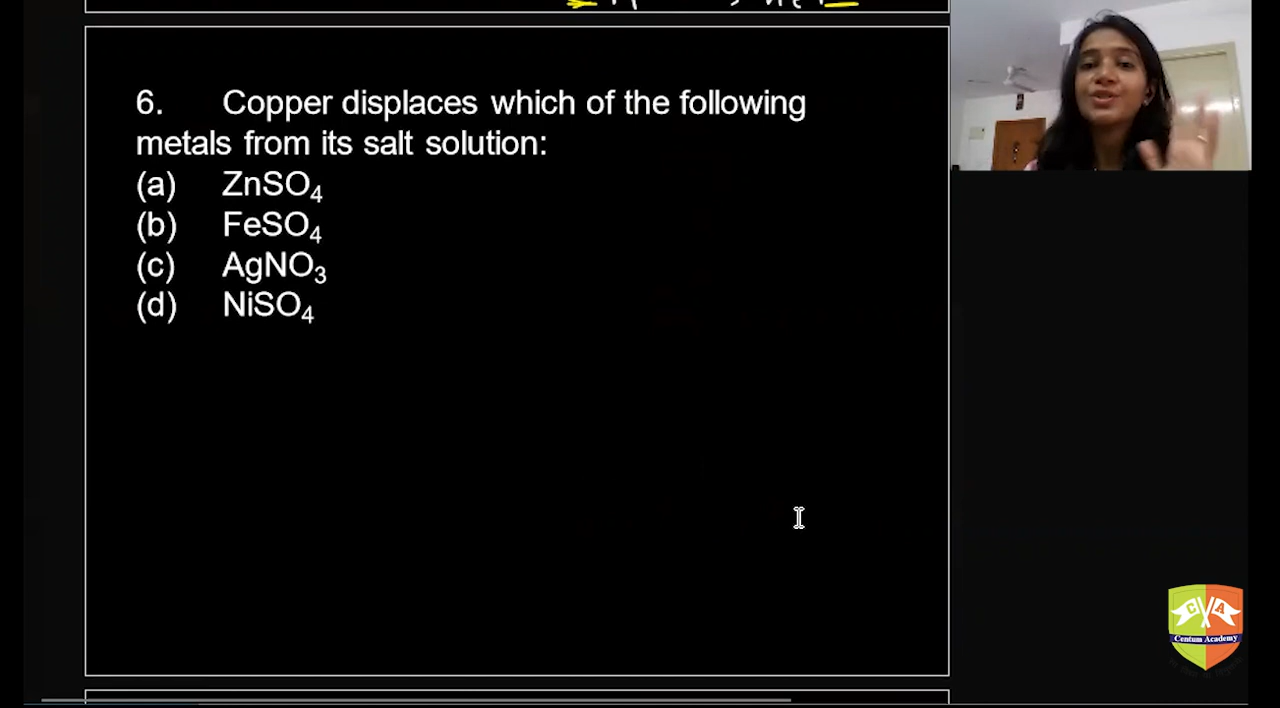 6. Copper displaces which of the following
metals from its salt solution:
(a) ZnSO₄
(b) FeSO₄
(c) AgNO₃
(d) NiSO₄
C A
Centum Academy